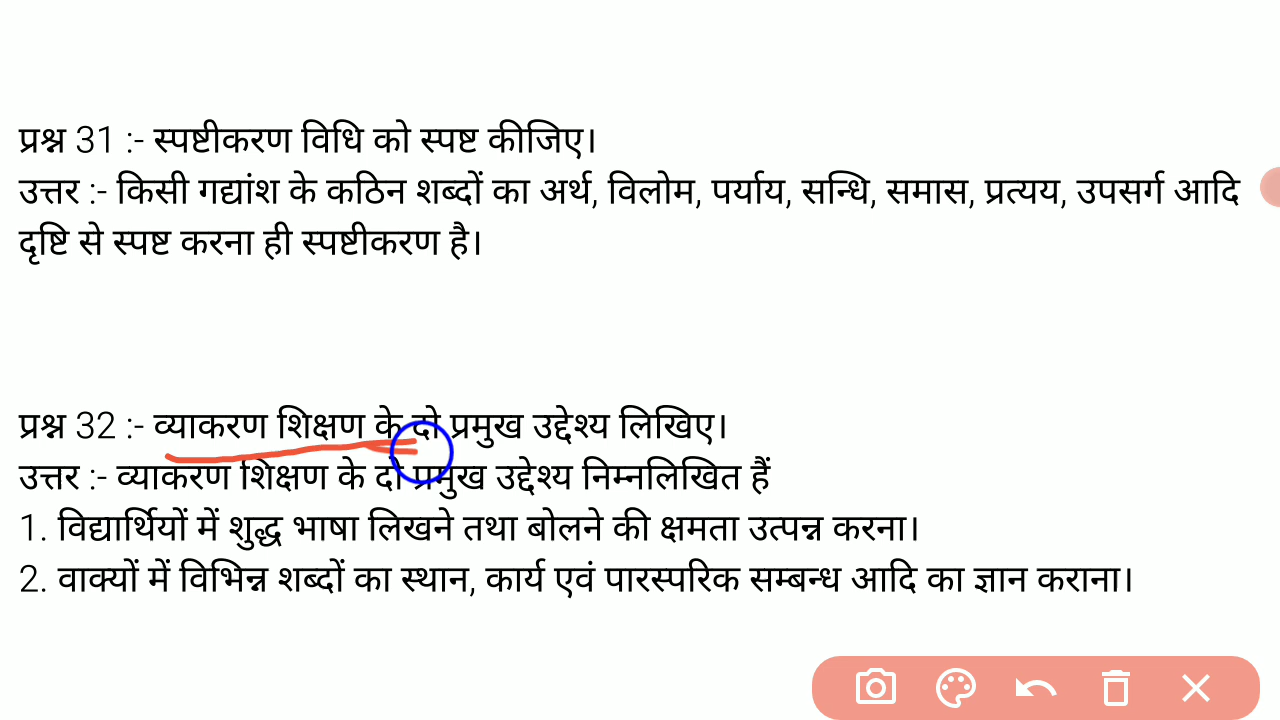 प्रश्न 31 :- स्पष्टीकरण विधि को स्पष्ट कीजिए।
उत्तर :- किसी गद्यांश के कठिन शब्दों का अर्थ, विलोम, पर्याय, सन्धि, समास, प्रत्यय, उपसर्ग आदि
दृष्टि से स्पष्ट करना ही स्पष्टीकरण है।
प्रश्न 32 :- व्याकरण शिक्षण के दो प्रमुख उद्देश्य लिखिए।
उत्तर :- व्याकरण शिक्षण के दो प्रमुख उद्देश्य निम्नलिखित हैं
1. विद्यार्थियों में शुद्ध भाषा लिखने तथा बोलने की क्षमता उत्पन्न करना।
2. वाक्यों में विभिन्न शब्दों का स्थान, कार्य एवं पारस्परिक सम्बन्ध आदि का ज्ञान कराना।